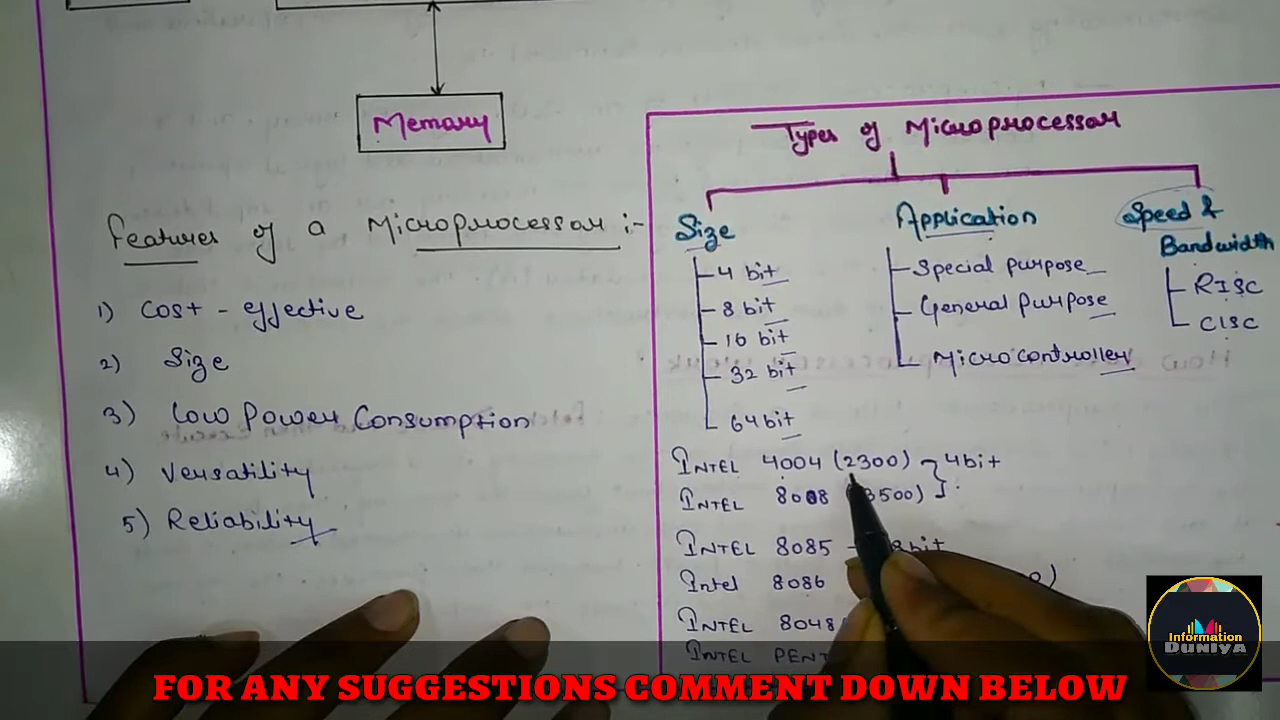 Memory
Features of a Microprocessor :-
1) Cost - effective
2) Size
3) Low Power Consumption
4) Versatility
5) Reliability
Types of Microprocessor
Size
4 bit
8 bit
16 bit
32 bit
64 bit
Application
Special purpose
General purpose
Microcontroller
Speed &
Bandwidth
RISC
CISC
INTEL 4004 (2300) 4bit
INTEL 8008 (3500)
INTEL 8085 - 8bit
Intel 8086
INTEL
INTEL
Information
Duniya
FOR ANY SUGGESTIONS COMMENT DOWN BELOW